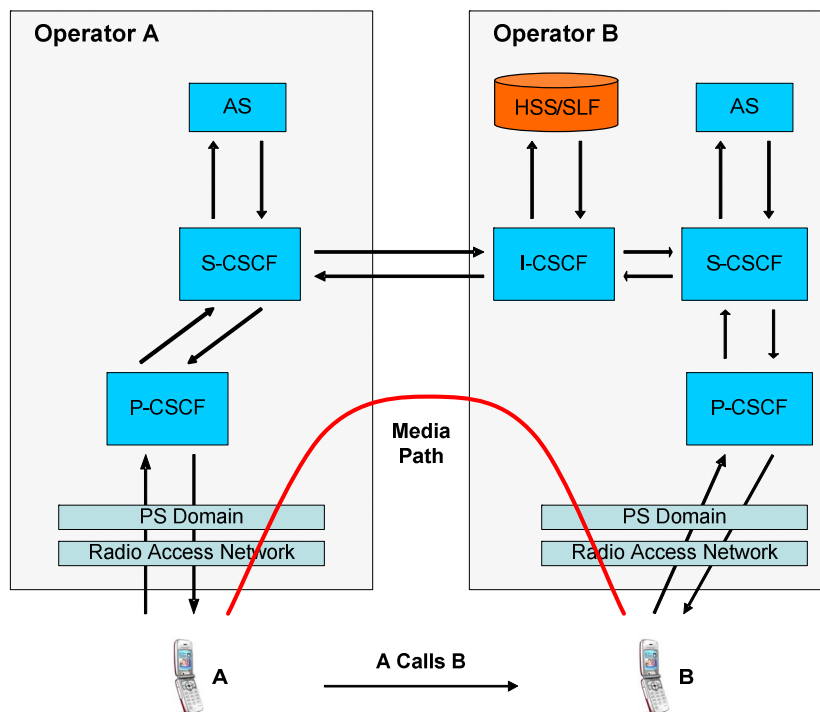 Operator A
Operator B
AS
HSS/SLF
AS
S-CSCF
I-CSCF
S-CSCF
P-CSCF
P-CSCF
Media
Path
PS Domain
PS Domain
Radio Access Network
Radio Access Network
A
A Calls B
B